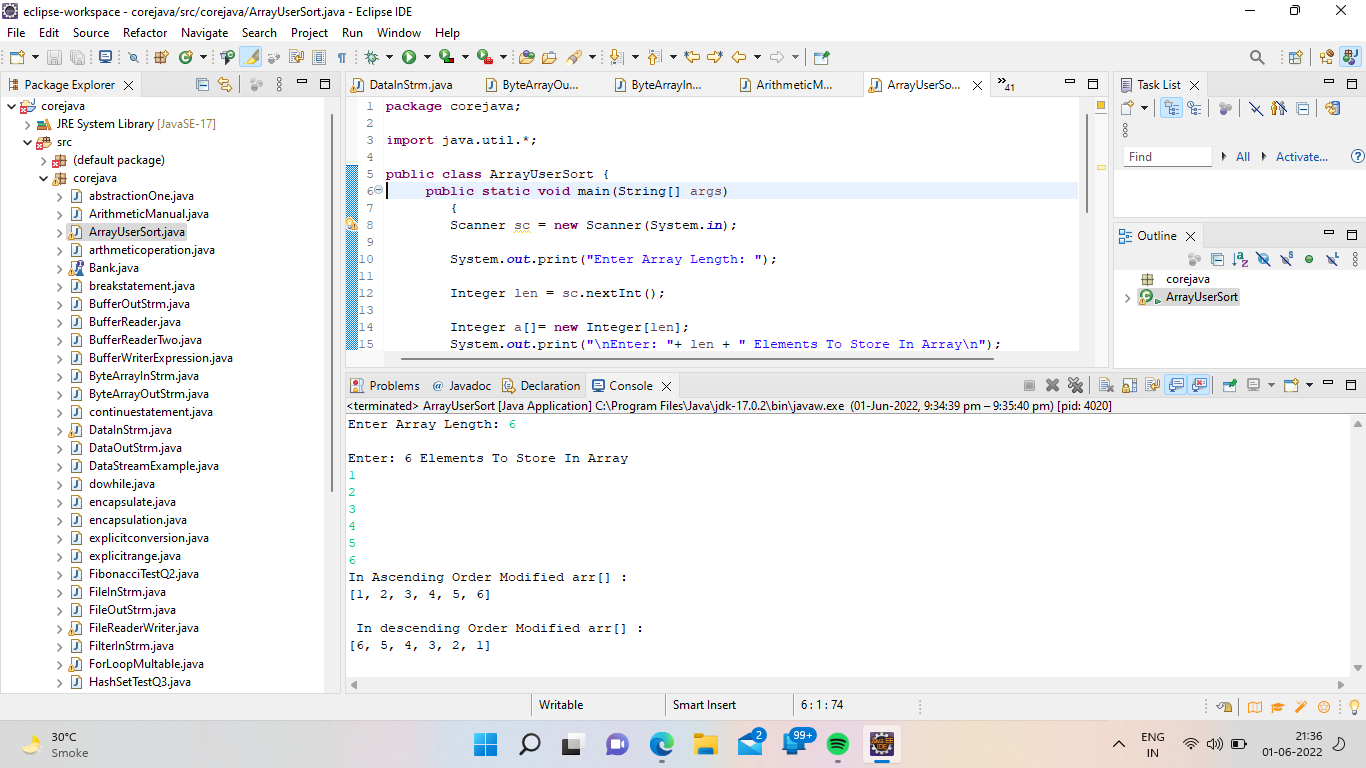 eclipse-workspace - corejava/src/corejava/ArrayUserSort.java - Eclipse IDE
File Edit Source Refactor Navigate Search Project Run Window Help
Package Explorer
corejava
JRE System Library [JavaSE-17]
src
(default package)
corejava
abstractionOne.java
ArithmeticManual.java
ArrayUserSort.java
arthmeticoperation.java
Bank.java
breakstatement.java
BufferOutStrm.java
BufferReader.java
BufferReaderTwo.java
BufferWriterExpression.java
ByteArrayInStrm.java
ByteArrayOutStrm.java
continuestatement.java
DataInStrm.java
DataOutStrm.java
DataStreamExample.java
dowhile.java
encapsulate.java
encapsulation.java
explicitconversion.java
explicitrange.java
FibonacciTestQ2.java
FileInStrm.java
FileOutStrm.java
FileReaderWriter.java
FilterInStrm.java
ForLoopMultable.java
HashSetTestQ3.java
DataInStrm.java ByteArrayOu... ByteArrayIn... ArithmeticM... ArrayUserSo... »41
1 package corejava;
2
3 import java.util.*;
4
5 public class ArrayUserSort {
6 public static void main(String[] args)
7 {
8 Scanner sc = new Scanner(System.in);
9
10 System.out.print("Enter Array Length: ");
11
12 Integer len = sc.nextInt();
13
14 Integer a[]= new Integer[len];
15 System.out.print("\nEnter: "+ len + " Elements To Store In Array\n");
Task List
Find All Activate...
Outline
corejava
ArrayUserSort
Problems Javadoc Declaration Console
<terminated> ArrayUserSort [Java Application] C:\Program Files\Java\jdk-17.0.2\bin\javaw.exe (01-Jun-2022, 9:34:39 pm – 9:35:40 pm) [pid: 4020]
Enter Array Length: 6
Enter: 6 Elements To Store In Array
1
2
3
4
5
6
In Ascending Order Modified arr[] :
[1, 2, 3, 4, 5, 6]
In descending Order Modified arr[] :
[6, 5, 4, 3, 2, 1]
Writable Smart Insert 6 : 1 : 74
30°C
Smoke
2
99+
ENG
IN
21:36
01-06-2022